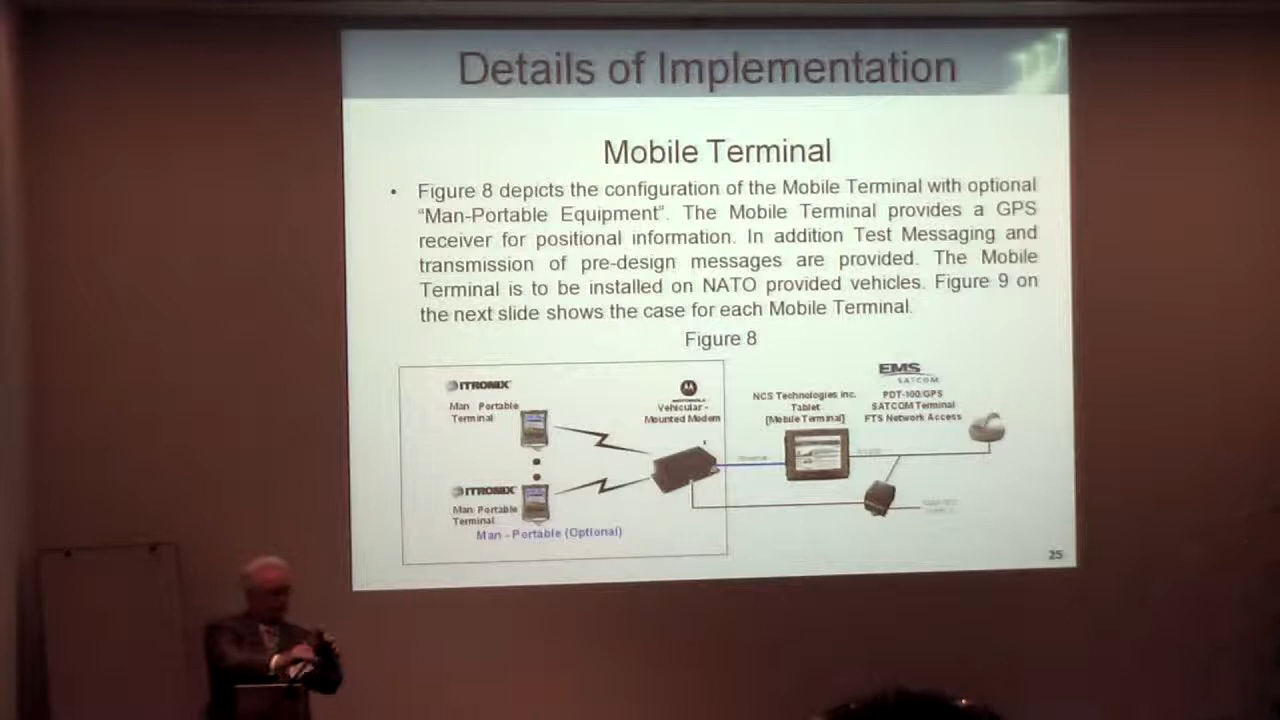 Details of Implementation
Mobile Terminal
• Figure 8 depicts the configuration of the Mobile Terminal with optional
“Man-Portable Equipment“. The Mobile Terminal provides a GPS
receiver for positional information. In addition Test Messaging and
transmission of pre-design messages are provided. The Mobile
Terminal is to be installed on NATO provided vehicles. Figure 9 on
the next slide shows the case for each Mobile Terminal.
Figure 8
ITRONIX
Man Portable
Terminal
MOTOROLA
Vehicular -
Mounted Modem
NCS Technologies inc.
Tablet
[Mobile Terminal]
EMS
SATCOM
PDT-100/GPS
SATCOM Terminal
FTS Network Access
ITRONIX
Man Portable
Terminal
Man - Portable (Optional)
25